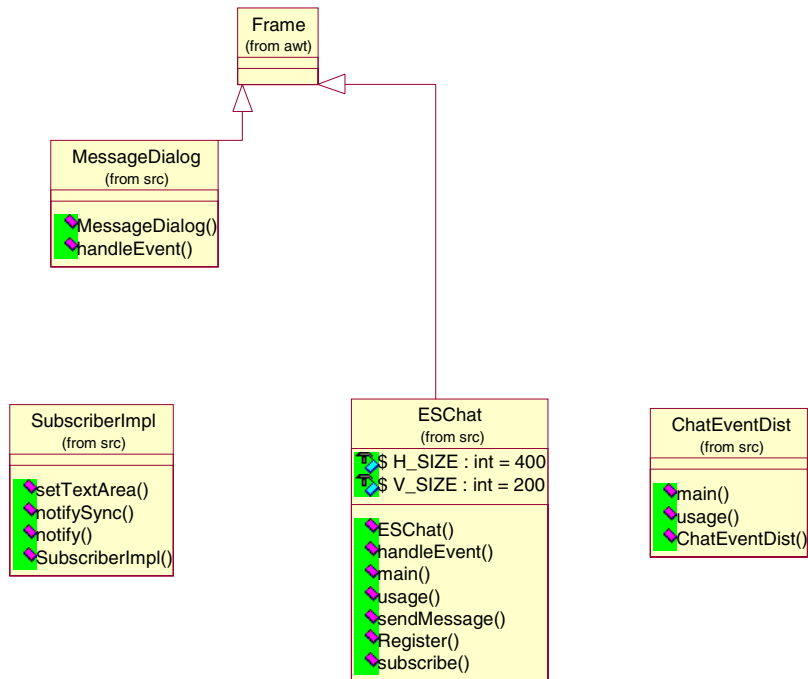 Frame
(from awt)
MessageDialog
(from src)
MessageDialog()
handleEvent()
SubscriberImpl
(from src)
setTextArea()
notifySync()
notify()
SubscriberImpl()
ESChat
(from src)
$ H_SIZE : int = 400
$ V_SIZE : int = 200
ESChat()
handleEvent()
main()
usage()
sendMessage()
Register()
subscribe()
ChatEventDist
(from src)
main()
usage()
ChatEventDist()